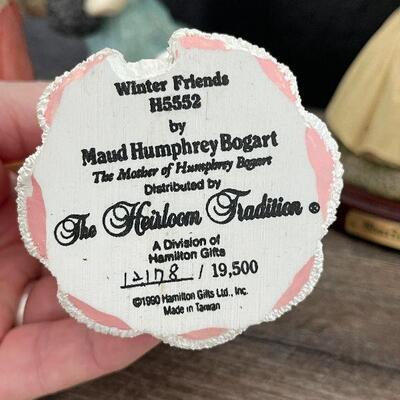 Winter Friends
H5552
by
Maud Humphrey Bogart
The Mother of Humphrey Bogart
Distributed by
The Heirloom Tradition ®
A Division of
Hamilton Gifts
12178 / 19,500
©1990 Hamilton Gifts Ltd., Inc.
Made in Taiwan